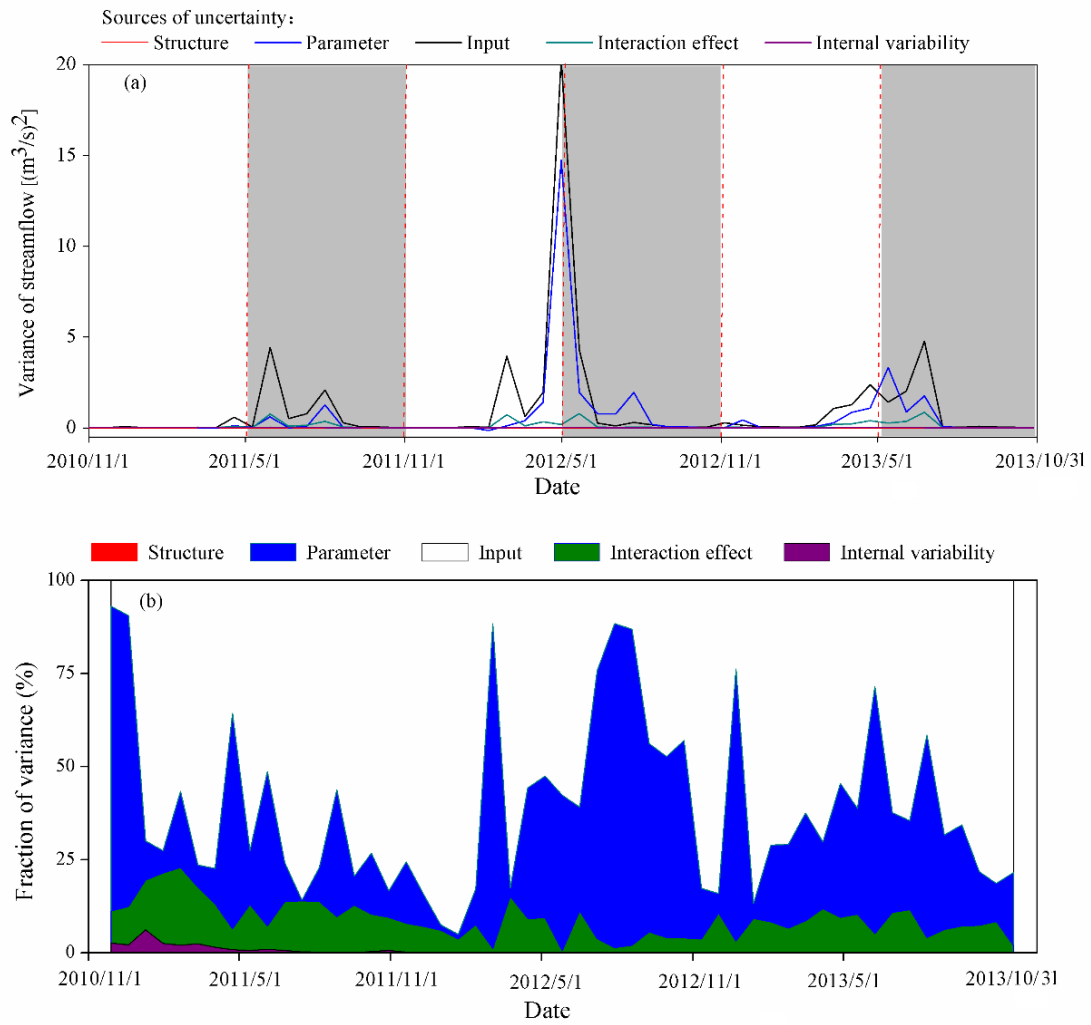 Sources of uncertainty:
Structure Parameter Input Interaction effect Internal variability
(a)
Variance of streamflow [(m³/s)²]
20
15
10
5
0
2010/11/1 2011/5/1 2011/11/1 2012/5/1 2012/11/1 2013/5/1 2013/10/31
Date
Structure Parameter Input Interaction effect Internal variability
(b)
Fraction of variance (%)
100
75
50
25
0
2010/11/1 2011/5/1 2011/11/1 2012/5/1 2012/11/1 2013/5/1 2013/10/31
Date